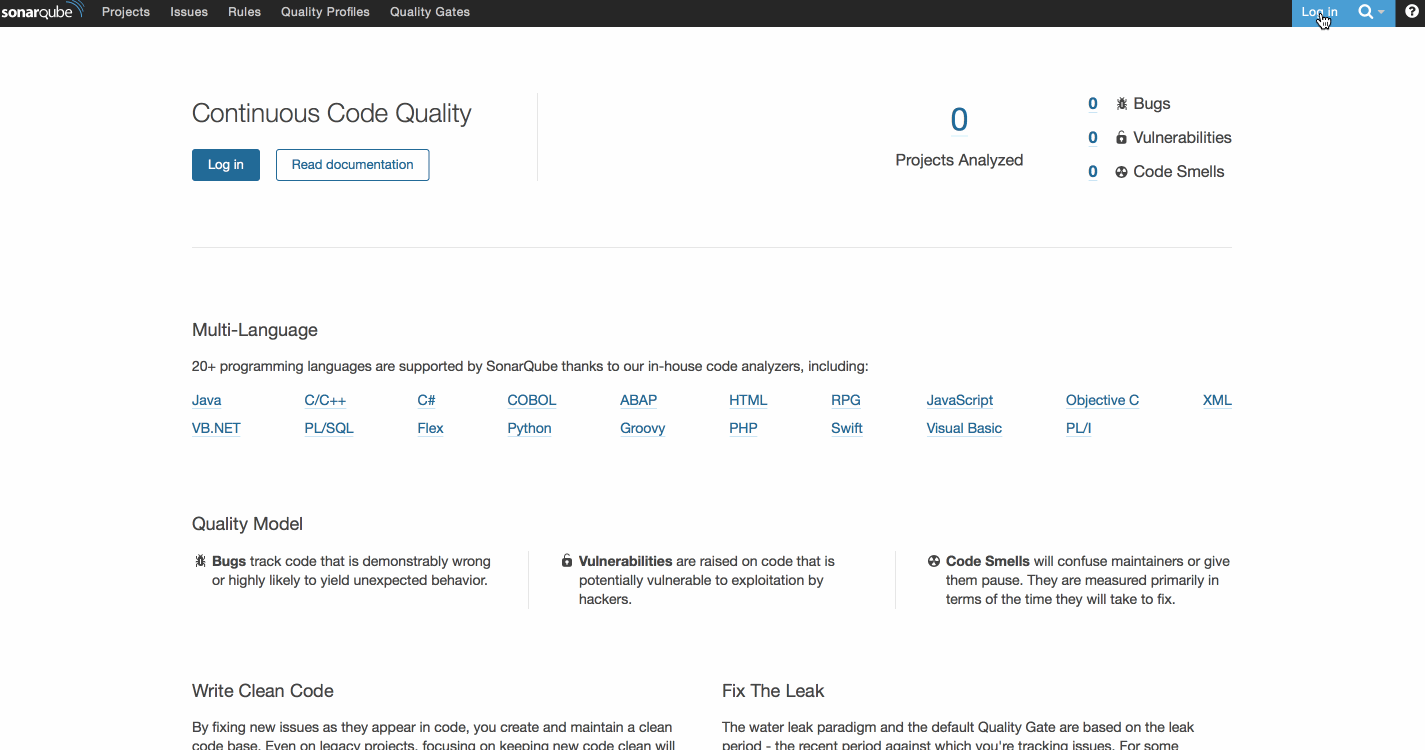 sonarqube Projects Issues Rules Quality Profiles Quality Gates Log in ?
Continuous Code Quality
Log in Read documentation
0
Projects Analyzed
0 Bugs
0 Vulnerabilities
0 Code Smells
Multi-Language
20+ programming languages are supported by SonarQube thanks to our in-house code analyzers, including:
Java C/C++ C# COBOL ABAP HTML RPG JavaScript Objective C XML
VB.NET PL/SQL Flex Python Groovy PHP Swift Visual Basic PL/I
Quality Model
Bugs track code that is demonstrably wrong
or highly likely to yield unexpected behavior.
Vulnerabilities are raised on code that is
potentially vulnerable to exploitation by
hackers.
Code Smells will confuse maintainers or give
them pause. They are measured primarily in
terms of the time they will take to fix.
Write Clean Code
By fixing new issues as they appear in code, you create and maintain a clean
code base. Even on legacy projects, focusing on keeping new code clean will
Fix The Leak
The water leak paradigm and the default Quality Gate are based on the leak
period - the recent period against which you're tracking issues. For some